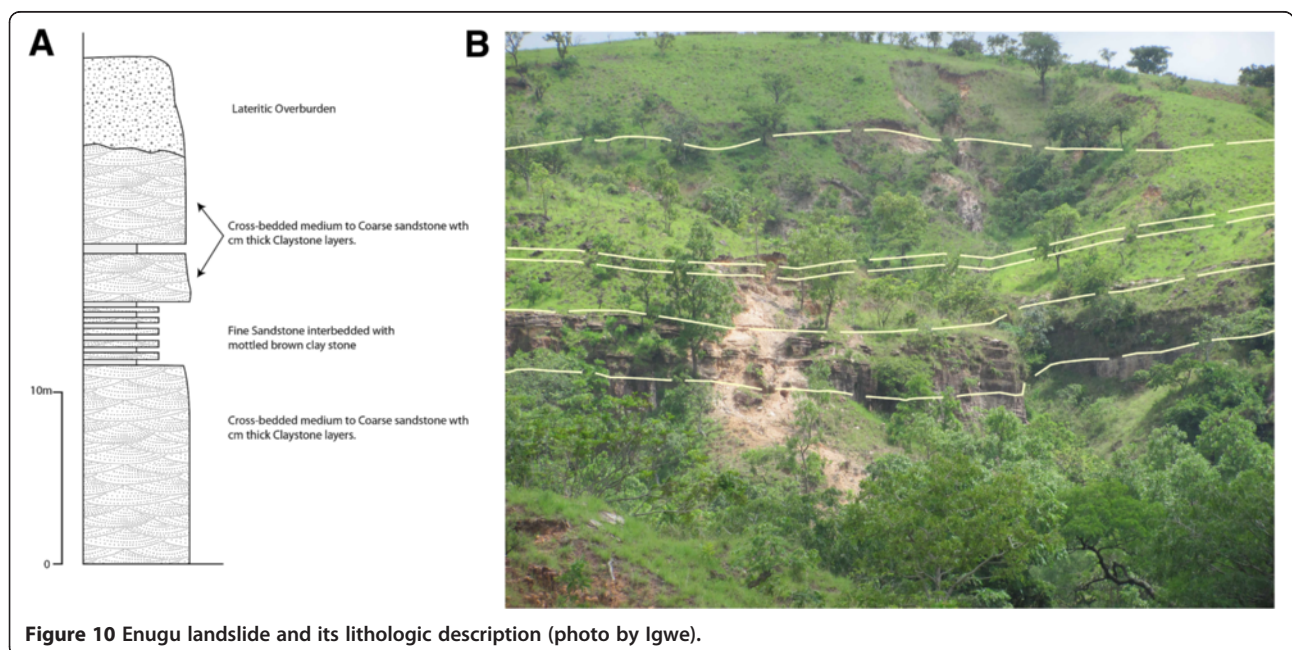 A
B
Lateritic Overburden
Cross-bedded medium to Coarse sandstone wth
cm thick Claystone layers.
Fine Sandstone interbedded with
mottled brown clay stone
10m
Cross-bedded medium to Coarse sandstone wth
cm thick Claystone layers.
0
Figure 10 Enugu landslide and its lithologic description (photo by Igwe).